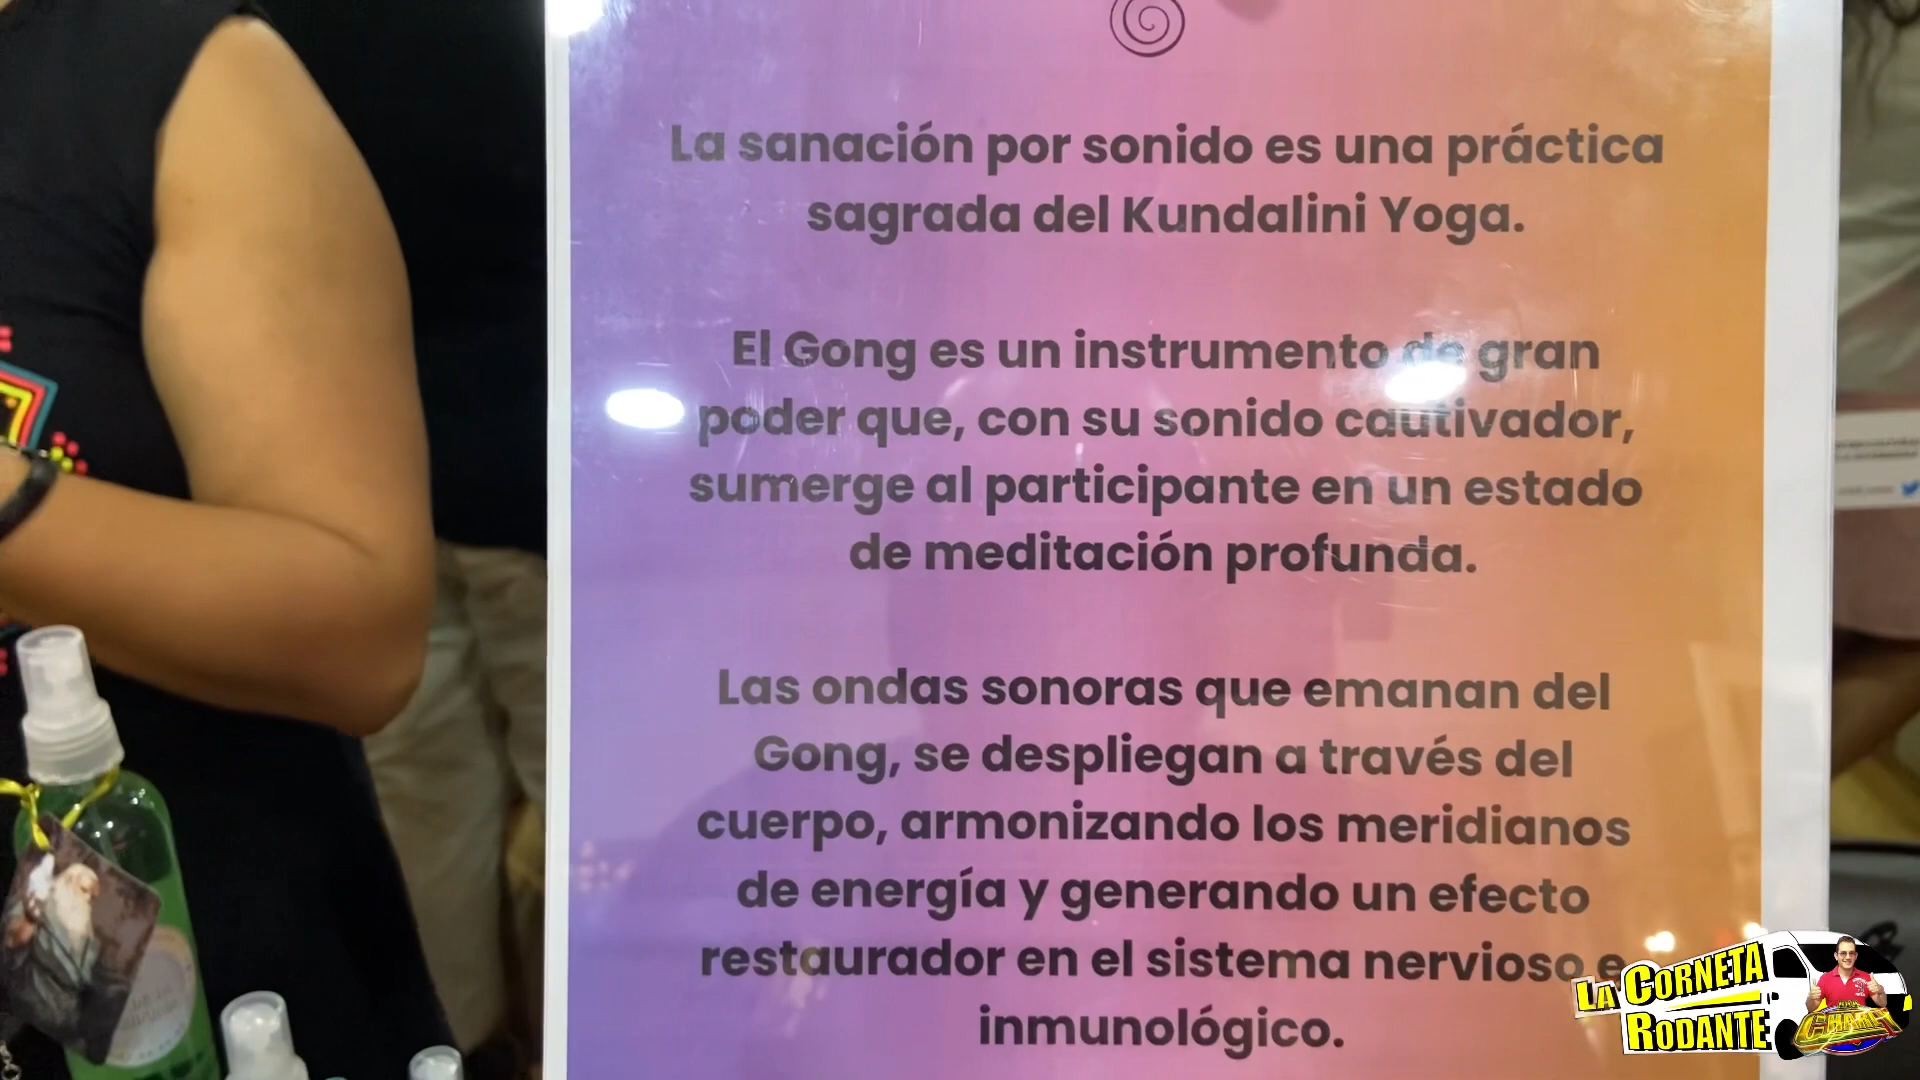 La sanación por sonido es una práctica
sagrada del Kundalini Yoga.
El Gong es un instrumento de gran
poder que, con su sonido cautivador,
sumerge al participante en un estado
de meditación profunda.
Las ondas sonoras que emanan del
Gong, se despliegan a través del
cuerpo, armonizando los meridianos
de energía y generando un efecto
restaurador en el sistema nervioso e
inmunológico.
LA CORNETA
RODANTE